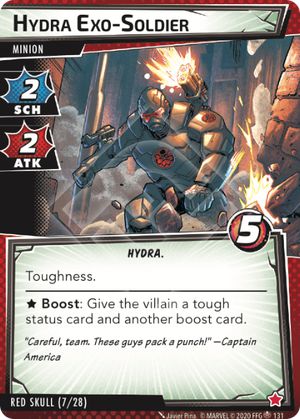 HYDRA EXO-SOLDIER
MINION
2
SCH
2
ATK
5
HYDRA.
Toughness.
★ Boost: Give the villain a tough
status card and another boost card.
"Careful, team. These guys pack a punch!" —Captain
America
RED SKULL (7/28)
Javier Pina. © MARVEL © 2020 FFG 131